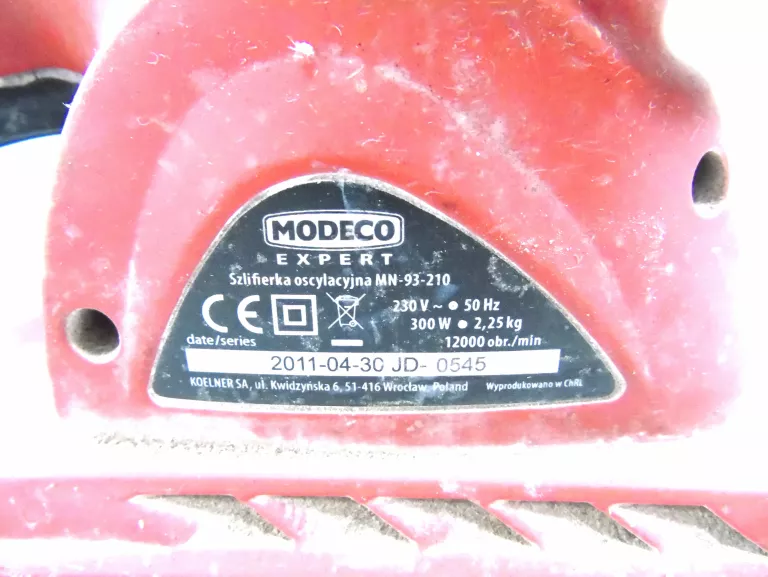 MODECO
EXPERT
Szlifierka oscylacyjna MN-93-210
230 V ~ ● 50 Hz
300 W ● 2,25 kg
12000 obr./min
CE
date/series
2011-04-30 JD- 0545
KOELNER SA, ul. Kwidzyńska 6, 51-416 Wrocław, Poland Wyprodukowano w ChRL